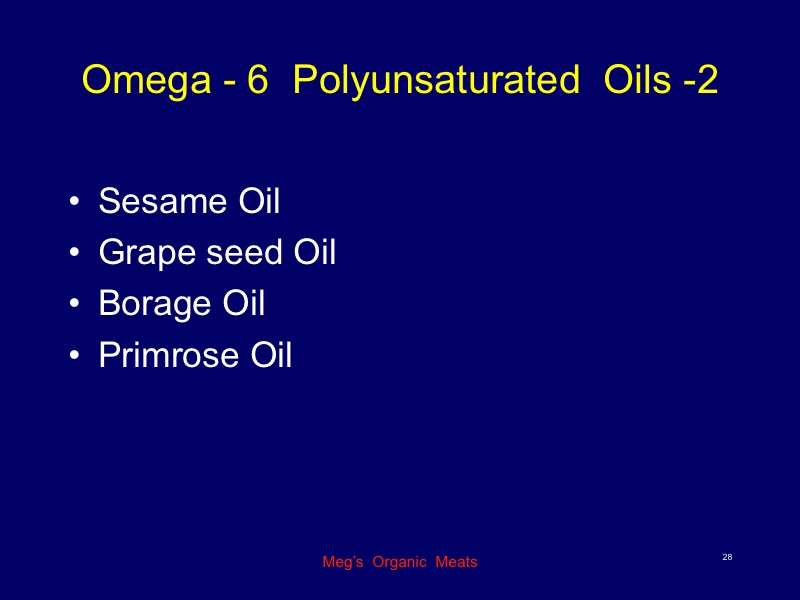 Omega - 6  Polyunsaturated  Oils -2
• Sesame Oil
• Grape seed Oil
• Borage Oil
• Primrose Oil
Meg’s  Organic  Meats
28